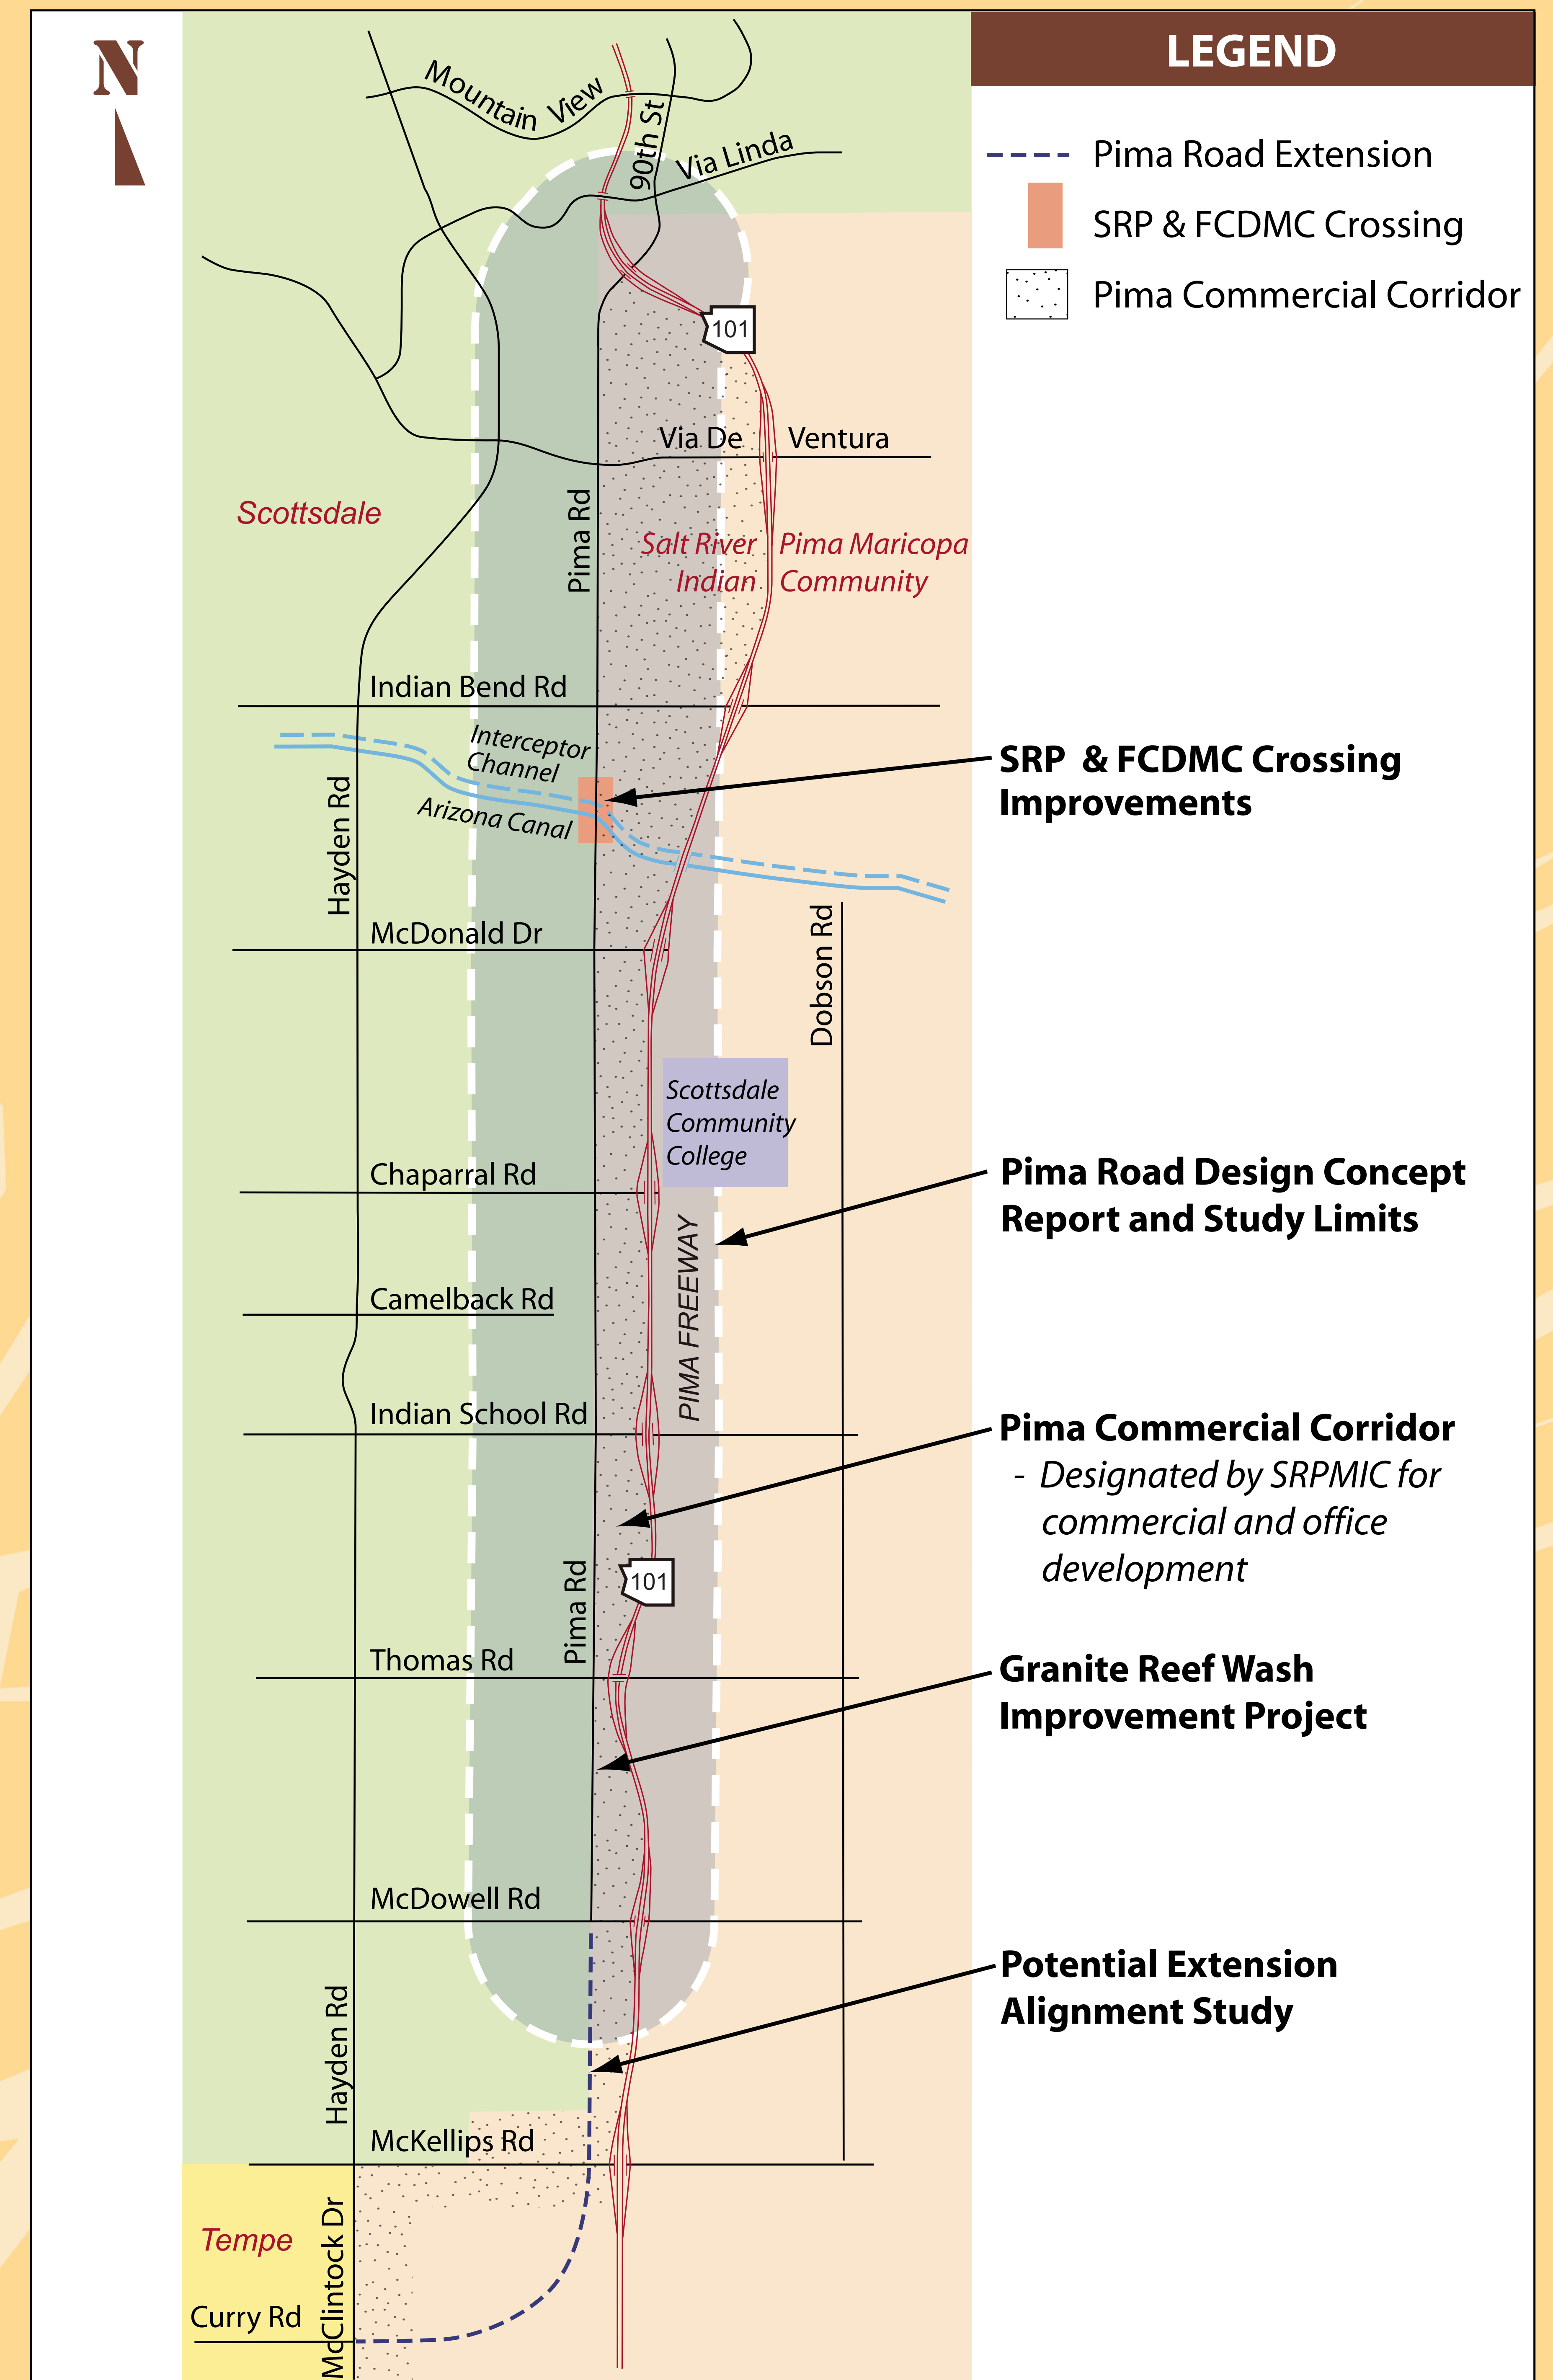 N
LEGEND
Pima Road Extension
SRP & FCDMC Crossing
Pima Commercial Corridor
Mountain View
90th St
Via Linda
101
Via De Ventura
Scottsdale
Pima Rd
Salt River Pima Maricopa
Indian Community
Indian Bend Rd
Interceptor
Channel
Arizona Canal
SRP & FCDMC Crossing
Improvements
Hayden Rd
McDonald Dr
Dobson Rd
Scottsdale
Community
College
Chaparral Rd
Pima Road Design Concept
Report and Study Limits
PIMA FREEWAY
Camelback Rd
Indian School Rd
Pima Commercial Corridor
- Designated by SRPMIC for
commercial and office
development
101
Pima Rd
Thomas Rd
Granite Reef Wash
Improvement Project
McDowell Rd
Potential Extension
Alignment Study
Hayden Rd
McKellips Rd
Tempe
McClintock Dr
Curry Rd